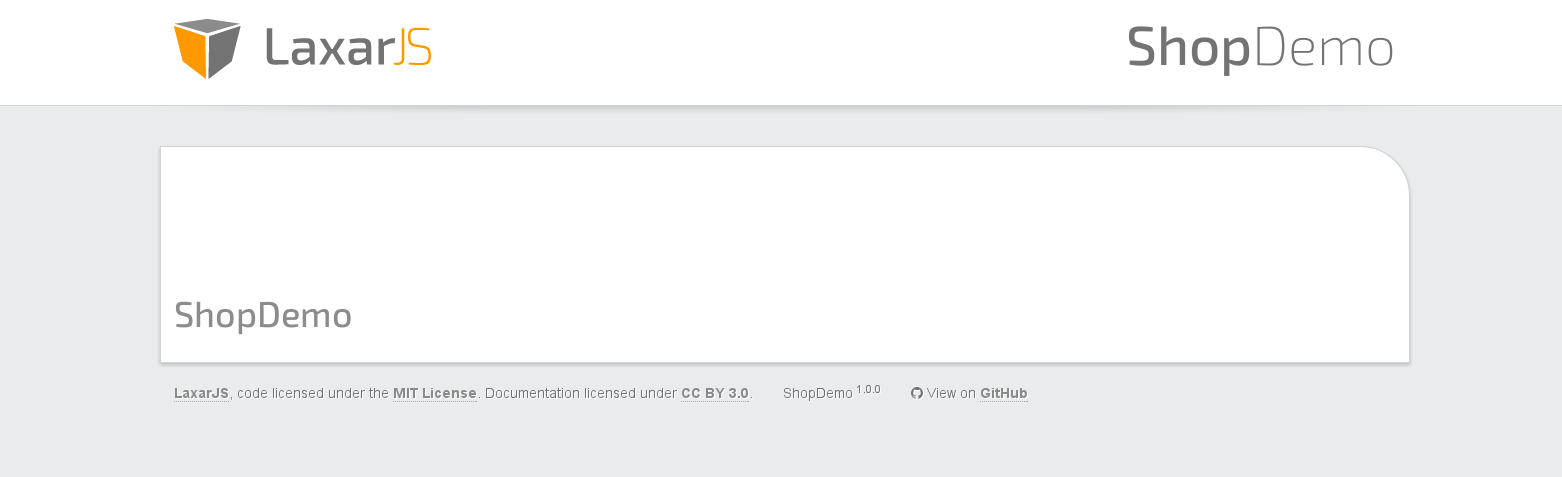 LaxarJS ShopDemo
ShopDemo
LaxarJS, code licensed under the MIT License. Documentation licensed under CC BY 3.0. ShopDemo 1.0.0 View on GitHub